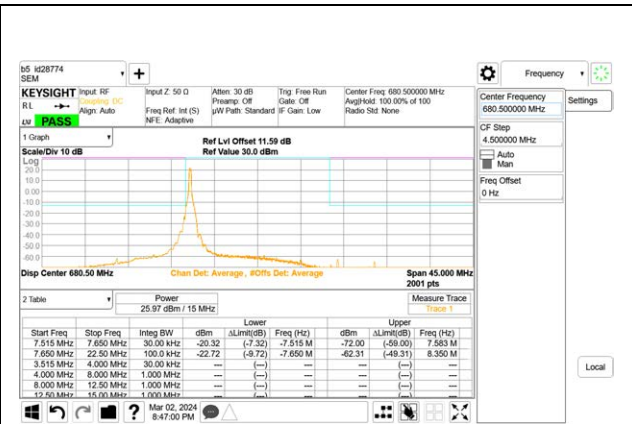 b5 id28774
SEM
Frequency
KEYSIGHT Input: RF Input Z: 50 Ω Atten: 30 dB Trig: Free Run Center Freq: 680.500000 MHz
RL Coupling: DC Preamp: Off Gate: Off Avg|Hold: 100.00% of 100
Align: Auto Freq Ref: Int (S) µW Path: Standard IF Gain: Low Radio Std: None
PASS NFE: Adaptive
Center Frequency
680.500000 MHz
Settings
CF Step
4.500000 MHz
Auto
Man
Freq Offset
0 Hz
1 Graph
Ref Lvl Offset 11.59 dB
Scale/Div 10 dB Ref Value 30.0 dBm
Log
20.0
10.0
0.00
-10.0
-20.0
-30.0
-40.0
-50.0
-60.0
Disp Center 680.50 MHz Chan Det: Average, #Offs Det: Average Span 45.000 MHz
2001 pts
2 Table
Power
25.97 dBm / 15 MHz
Measure Trace
Trace 1
Lower Upper
Start Freq Stop Freq Integ BW dBm ΔLimit(dB) Freq (Hz) dBm ΔLimit(dB) Freq (Hz)
7.515 MHz 7.650 MHz 30.00 kHz -20.32 (-7.32) -7.515 M -72.00 (-59.00) 7.583 M
7.650 MHz 22.50 MHz 100.0 kHz -22.72 (-9.72) -7.650 M -62.31 (-49.31) 8.350 M
3.515 MHz 4.000 MHz 30.00 kHz --- (---) --- --- (---) ---
4.000 MHz 8.000 MHz 1.000 MHz --- (---) --- --- (---) ---
8.000 MHz 12.50 MHz 1.000 MHz --- (---) --- --- (---) ---
12.50 MHz 15.00 MHz 1.000 MHz --- (---) --- --- (---) ---
Local
Mar 02, 2024
8:47:00 PM